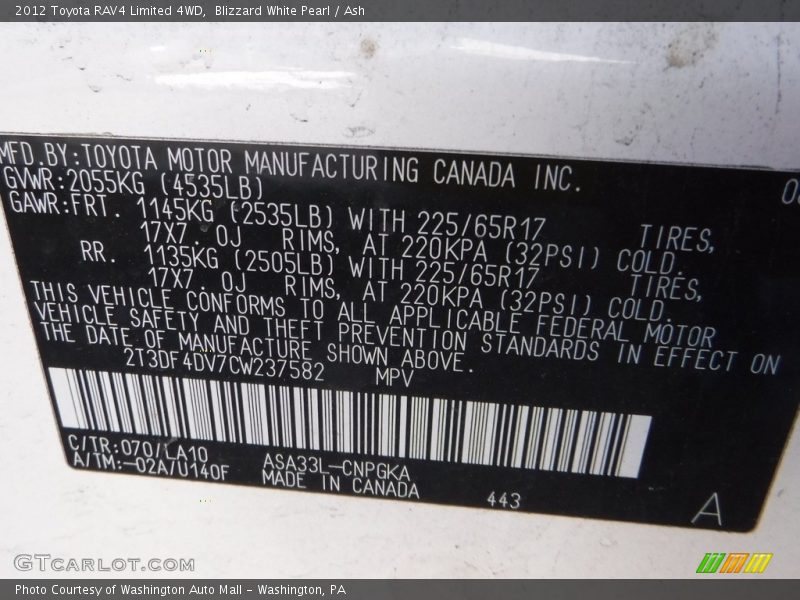 2012 Toyota RAV4 Limited 4WD,  Blizzard White Pearl / Ash
MFD.BY:TOYOTA MOTOR MANUFACTURING CANADA INC.
GVWR:2055KG (4535LB)
GAWR:FRT. 1145KG (2535LB) WITH 225/65R17 TIRES,
17X7.0J RIMS, AT 220KPA (32PSI) COLD.
RR. 1135KG (2505LB) WITH 225/65R17 TIRES,
17X7.0J RIMS, AT 220KPA (32PSI) COLD.
THIS VEHICLE CONFORMS TO ALL APPLICABLE FEDERAL MOTOR
VEHICLE SAFETY AND THEFT PREVENTION STANDARDS IN EFFECT ON
THE DATE OF MANUFACTURE SHOWN ABOVE.
2T3DF4DV7CW237582 MPV
C/TR:070/LA10
A/TM:-02A/U140F
ASA33L-CNPGKA
MADE IN CANADA
443
A
GTCARLOT.COM
Photo Courtesy of Washington Auto Mall - Washington, PA